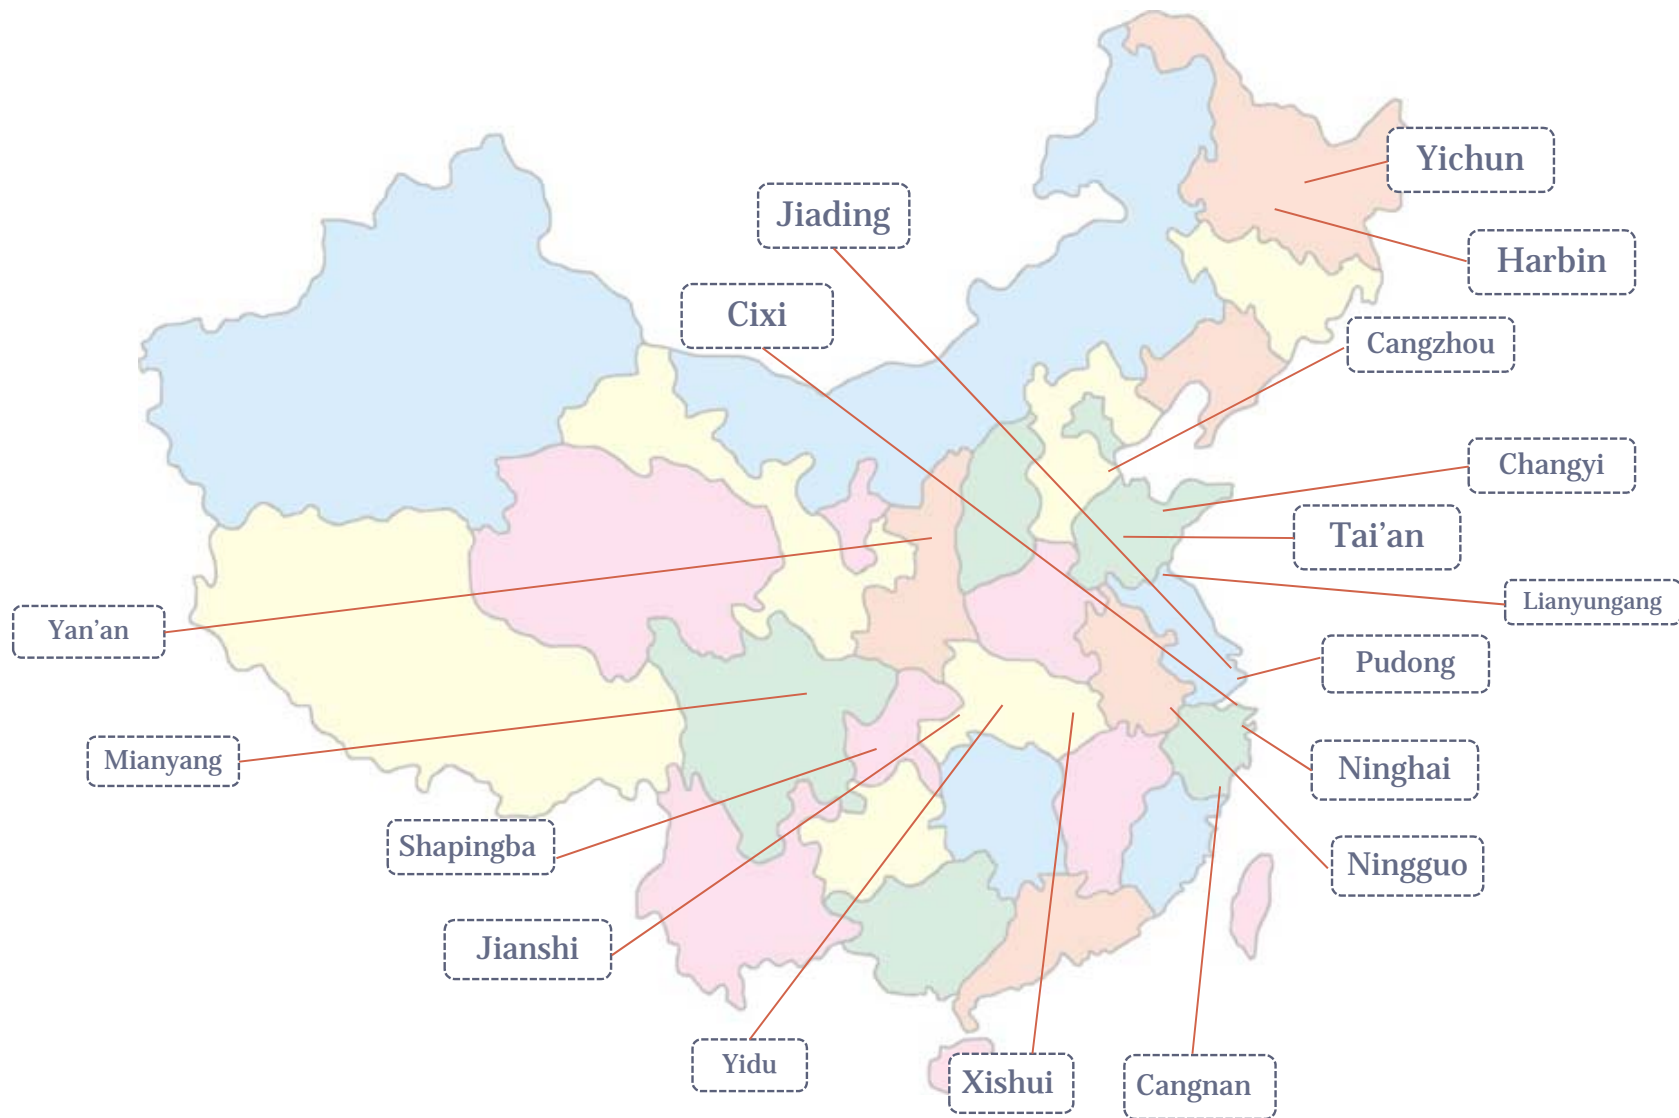 Yichun
Jiading
Harbin
Cixi
Cangzhou
Changyi
Tai’an
Lianyungang
Yan’an
Pudong
Mianyang
Ninghai
Shapingba
Ningguo
Jianshi
Yidu
Xishui
Cangnan